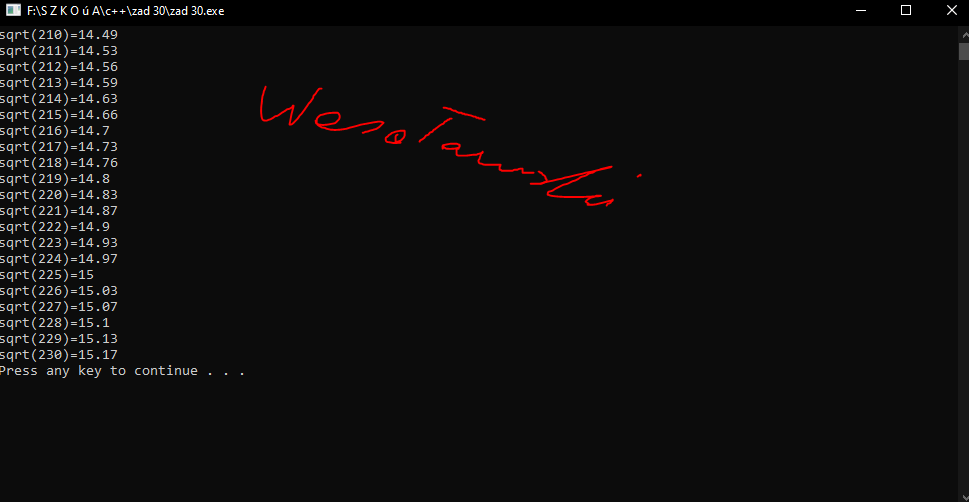 F:\S Z K O ú A\c++\zad 30\zad 30.exe
sqrt(210)=14.49
sqrt(211)=14.53
sqrt(212)=14.56
sqrt(213)=14.59
sqrt(214)=14.63
sqrt(215)=14.66
sqrt(216)=14.7
sqrt(217)=14.73
sqrt(218)=14.76
sqrt(219)=14.8
sqrt(220)=14.83
sqrt(221)=14.87
sqrt(222)=14.9
sqrt(223)=14.93
sqrt(224)=14.97
sqrt(225)=15
sqrt(226)=15.03
sqrt(227)=15.07
sqrt(228)=15.1
sqrt(229)=15.13
sqrt(230)=15.17
Press any key to continue . . .